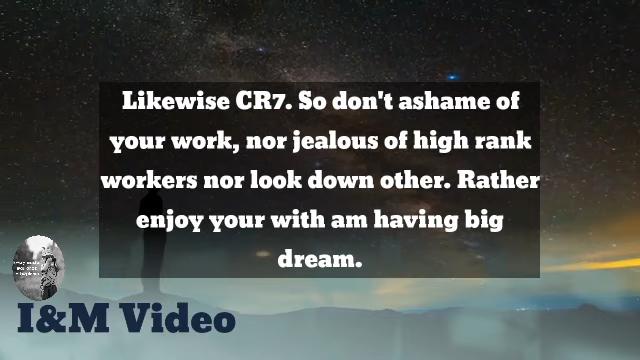 Likewise CR7. So don't ashame of
your work, nor jealous of high rank
workers nor look down other. Rather
enjoy your with am having big
dream.
I&M Video